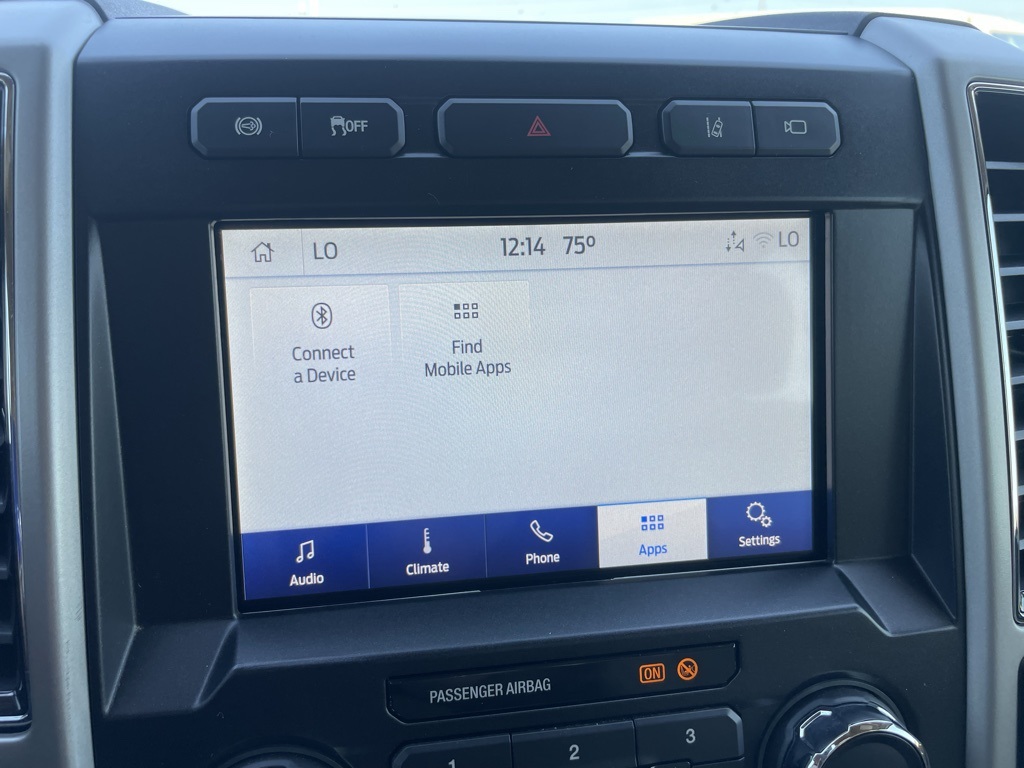 OFF
LO 12:14 75º LO
Connect
a Device
Find
Mobile Apps
Audio Climate Phone Apps Settings
PASSENGER AIRBAG ON
1 2 3